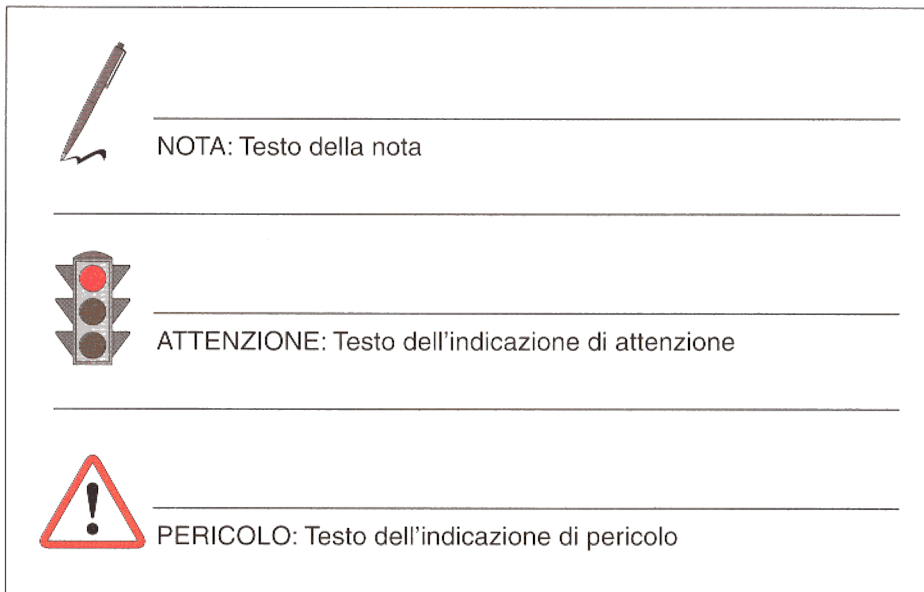 NOTA: Testo della nota
ATTENZIONE: Testo dell'indicazione di attenzione
PERICOLO: Testo dell'indicazione di pericolo